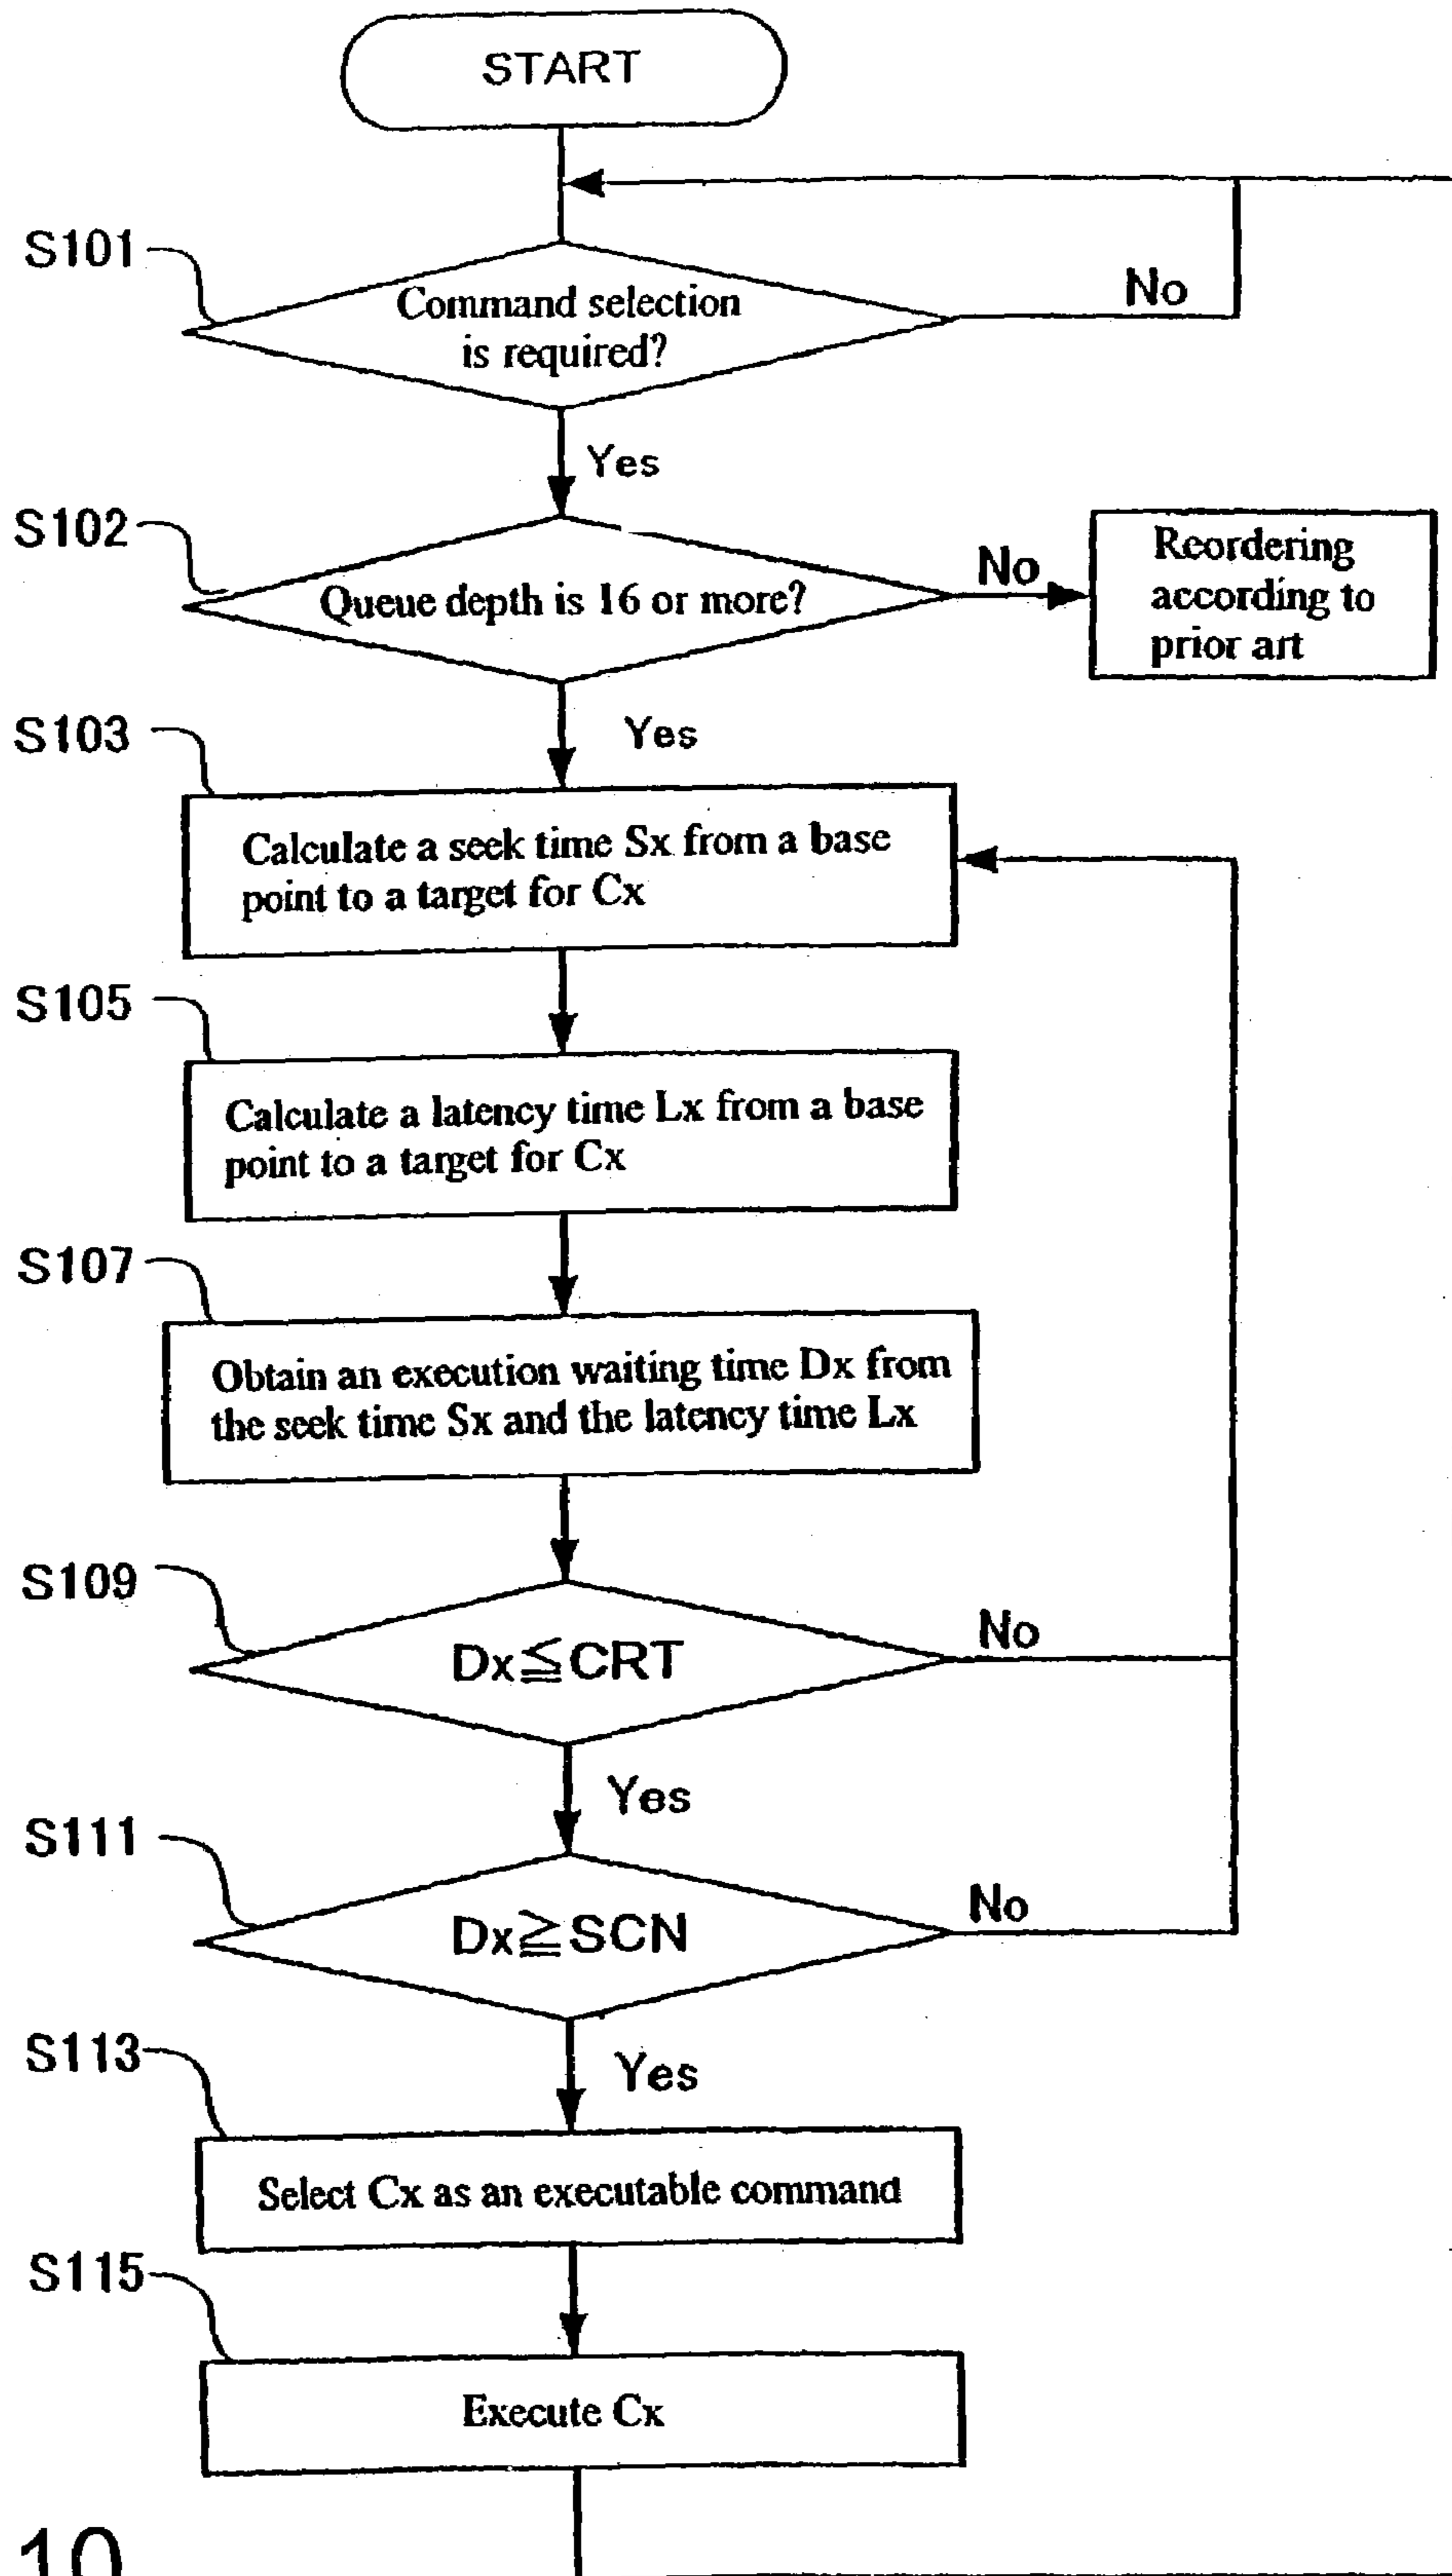 START
S101
Command selection
is required?
No
Yes
S102
Queue depth is 16 or more?
No
Reordering
according to
prior art
Yes
S103
Calculate a seek time Sx from a base
point to a target for Cx
S105
Calculate a latency time Lx from a base
point to a target for Cx
S107
Obtain an execution waiting time Dx from
the seek time Sx and the latency time Lx
S109
Dx≦CRT
No
Yes
S111
Dx≧SCN
No
Yes
S113
Select Cx as an executable command
S115
Execute Cx
10